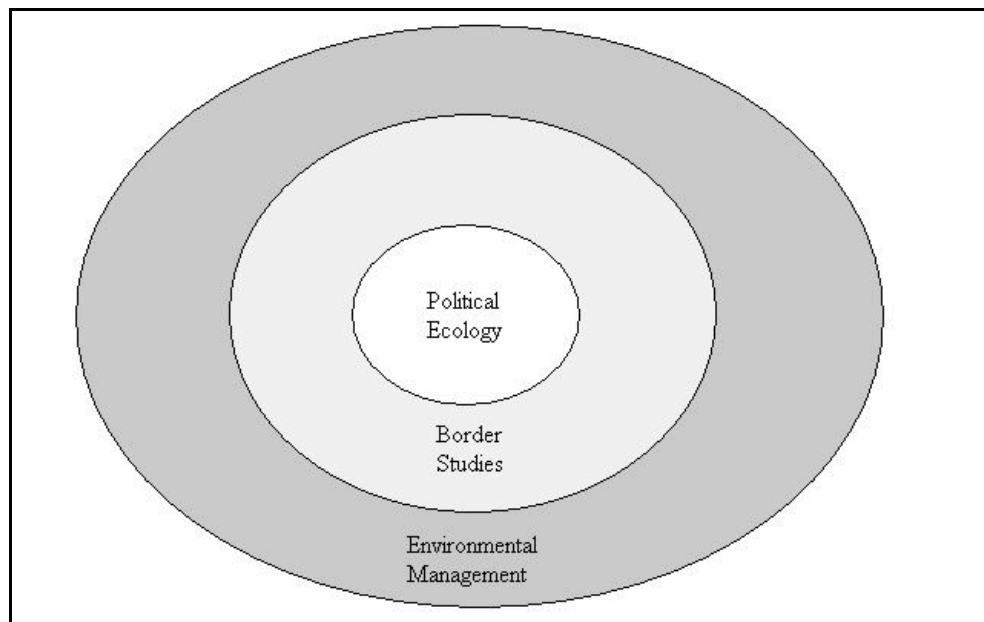 Political
Ecology
Border
Studies
Environmental
Management